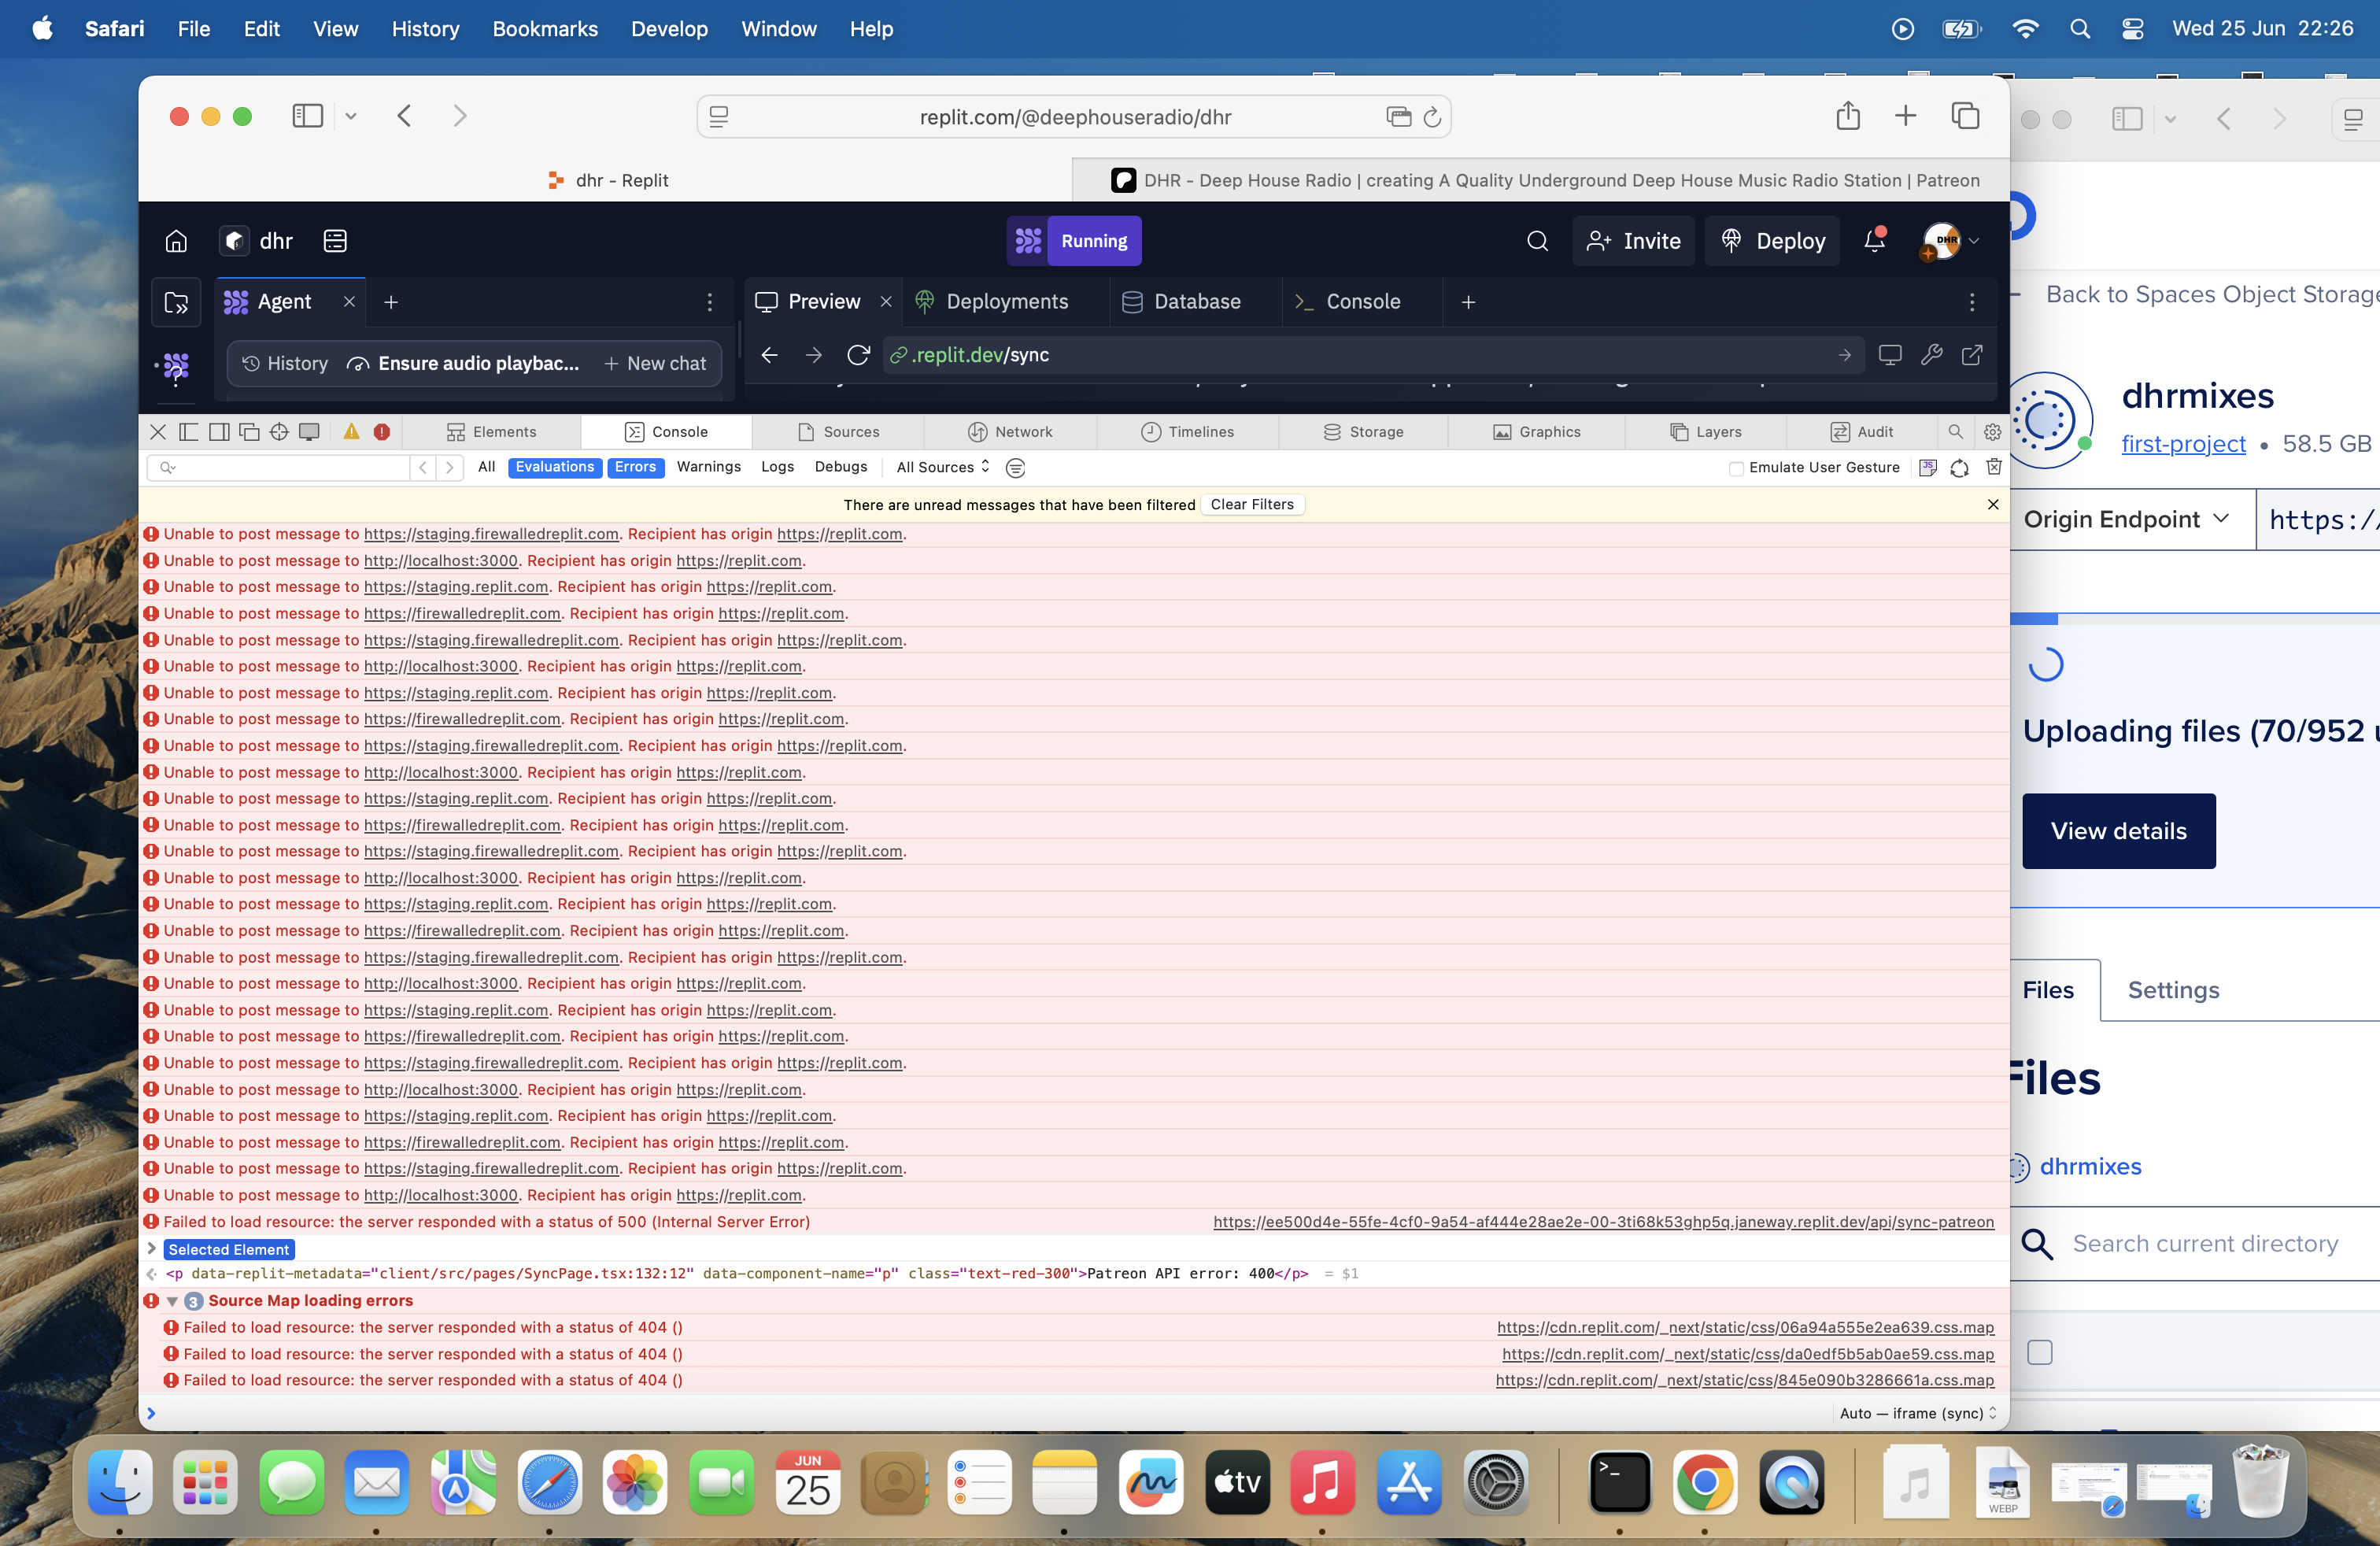 Safari File Edit View History Bookmarks Develop Window Help Wed 25 Jun 22:26
replit.com/@deephouseradio/dhr
dhr - Replit
DHR - Deep House Radio | creating A Quality Underground Deep House Music Radio Station | Patreon
dhr Running Invite Deploy DHR
Agent Preview Deployments Database Console
History Ensure audio playbac... + New chat .replit.dev/sync
Elements Console Sources Network Timelines Storage Graphics Layers Audit
All Evaluations Errors Warnings Logs Debugs All Sources Emulate User Gesture
There are unread messages that have been filtered Clear Filters
Unable to post message to https://staging.firewalledreplit.com. Recipient has origin https://replit.com.
Unable to post message to http://localhost:3000. Recipient has origin https://replit.com.
Unable to post message to https://staging.replit.com. Recipient has origin https://replit.com.
Unable to post message to https://firewalledreplit.com. Recipient has origin https://replit.com.
Unable to post message to https://staging.firewalledreplit.com. Recipient has origin https://replit.com.
Unable to post message to http://localhost:3000. Recipient has origin https://replit.com.
Unable to post message to https://staging.replit.com. Recipient has origin https://replit.com.
Unable to post message to https://firewalledreplit.com. Recipient has origin https://replit.com.
Unable to post message to https://staging.firewalledreplit.com. Recipient has origin https://replit.com.
Unable to post message to http://localhost:3000. Recipient has origin https://replit.com.
Unable to post message to https://staging.replit.com. Recipient has origin https://replit.com.
Unable to post message to https://firewalledreplit.com. Recipient has origin https://replit.com.
Unable to post message to https://staging.firewalledreplit.com. Recipient has origin https://replit.com.
Unable to post message to http://localhost:3000. Recipient has origin https://replit.com.
Unable to post message to https://staging.replit.com. Recipient has origin https://replit.com.
Unable to post message to https://firewalledreplit.com. Recipient has origin https://replit.com.
Unable to post message to https://staging.firewalledreplit.com. Recipient has origin https://replit.com.
Unable to post message to http://localhost:3000. Recipient has origin https://replit.com.
Unable to post message to https://staging.replit.com. Recipient has origin https://replit.com.
Unable to post message to https://firewalledreplit.com. Recipient has origin https://replit.com.
Unable to post message to https://staging.firewalledreplit.com. Recipient has origin https://replit.com.
Unable to post message to http://localhost:3000. Recipient has origin https://replit.com.
Unable to post message to https://staging.replit.com. Recipient has origin https://replit.com.
Unable to post message to https://firewalledreplit.com. Recipient has origin https://replit.com.
Unable to post message to https://staging.firewalledreplit.com. Recipient has origin https://replit.com.
Unable to post message to http://localhost:3000. Recipient has origin https://replit.com.
Failed to load resource: the server responded with a status of 500 (Internal Server Error) https://ee500d4e-55fe-4cf0-9a54-af444e28ae2e-00-3ti68k53ghp5q.janeway.replit.dev/api/sync-patreon
Selected Element
<p data-replit-metadata="client/src/pages/SyncPage.tsx:132:12" data-component-name="p" class="text-red-300">Patreon API error: 400</p> = $1
3 Source Map loading errors
Failed to load resource: the server responded with a status of 404 () https://cdn.replit.com/_next/static/css/06a94a555e2ea639.css.map
Failed to load resource: the server responded with a status of 404 () https://cdn.replit.com/_next/static/css/da0edf5b5ab0ae59.css.map
Failed to load resource: the server responded with a status of 404 () https://cdn.replit.com/_next/static/css/845e090b3286661a.css.map
Auto — iframe (sync)
Back to Spaces Object Storage
dhrmixes
first-project • 58.5 GB
Origin Endpoint https:/
Uploading files (70/952 u
View details
Files Settings
Files
dhrmixes
Search current directory
JUN
25
tv
WEBP